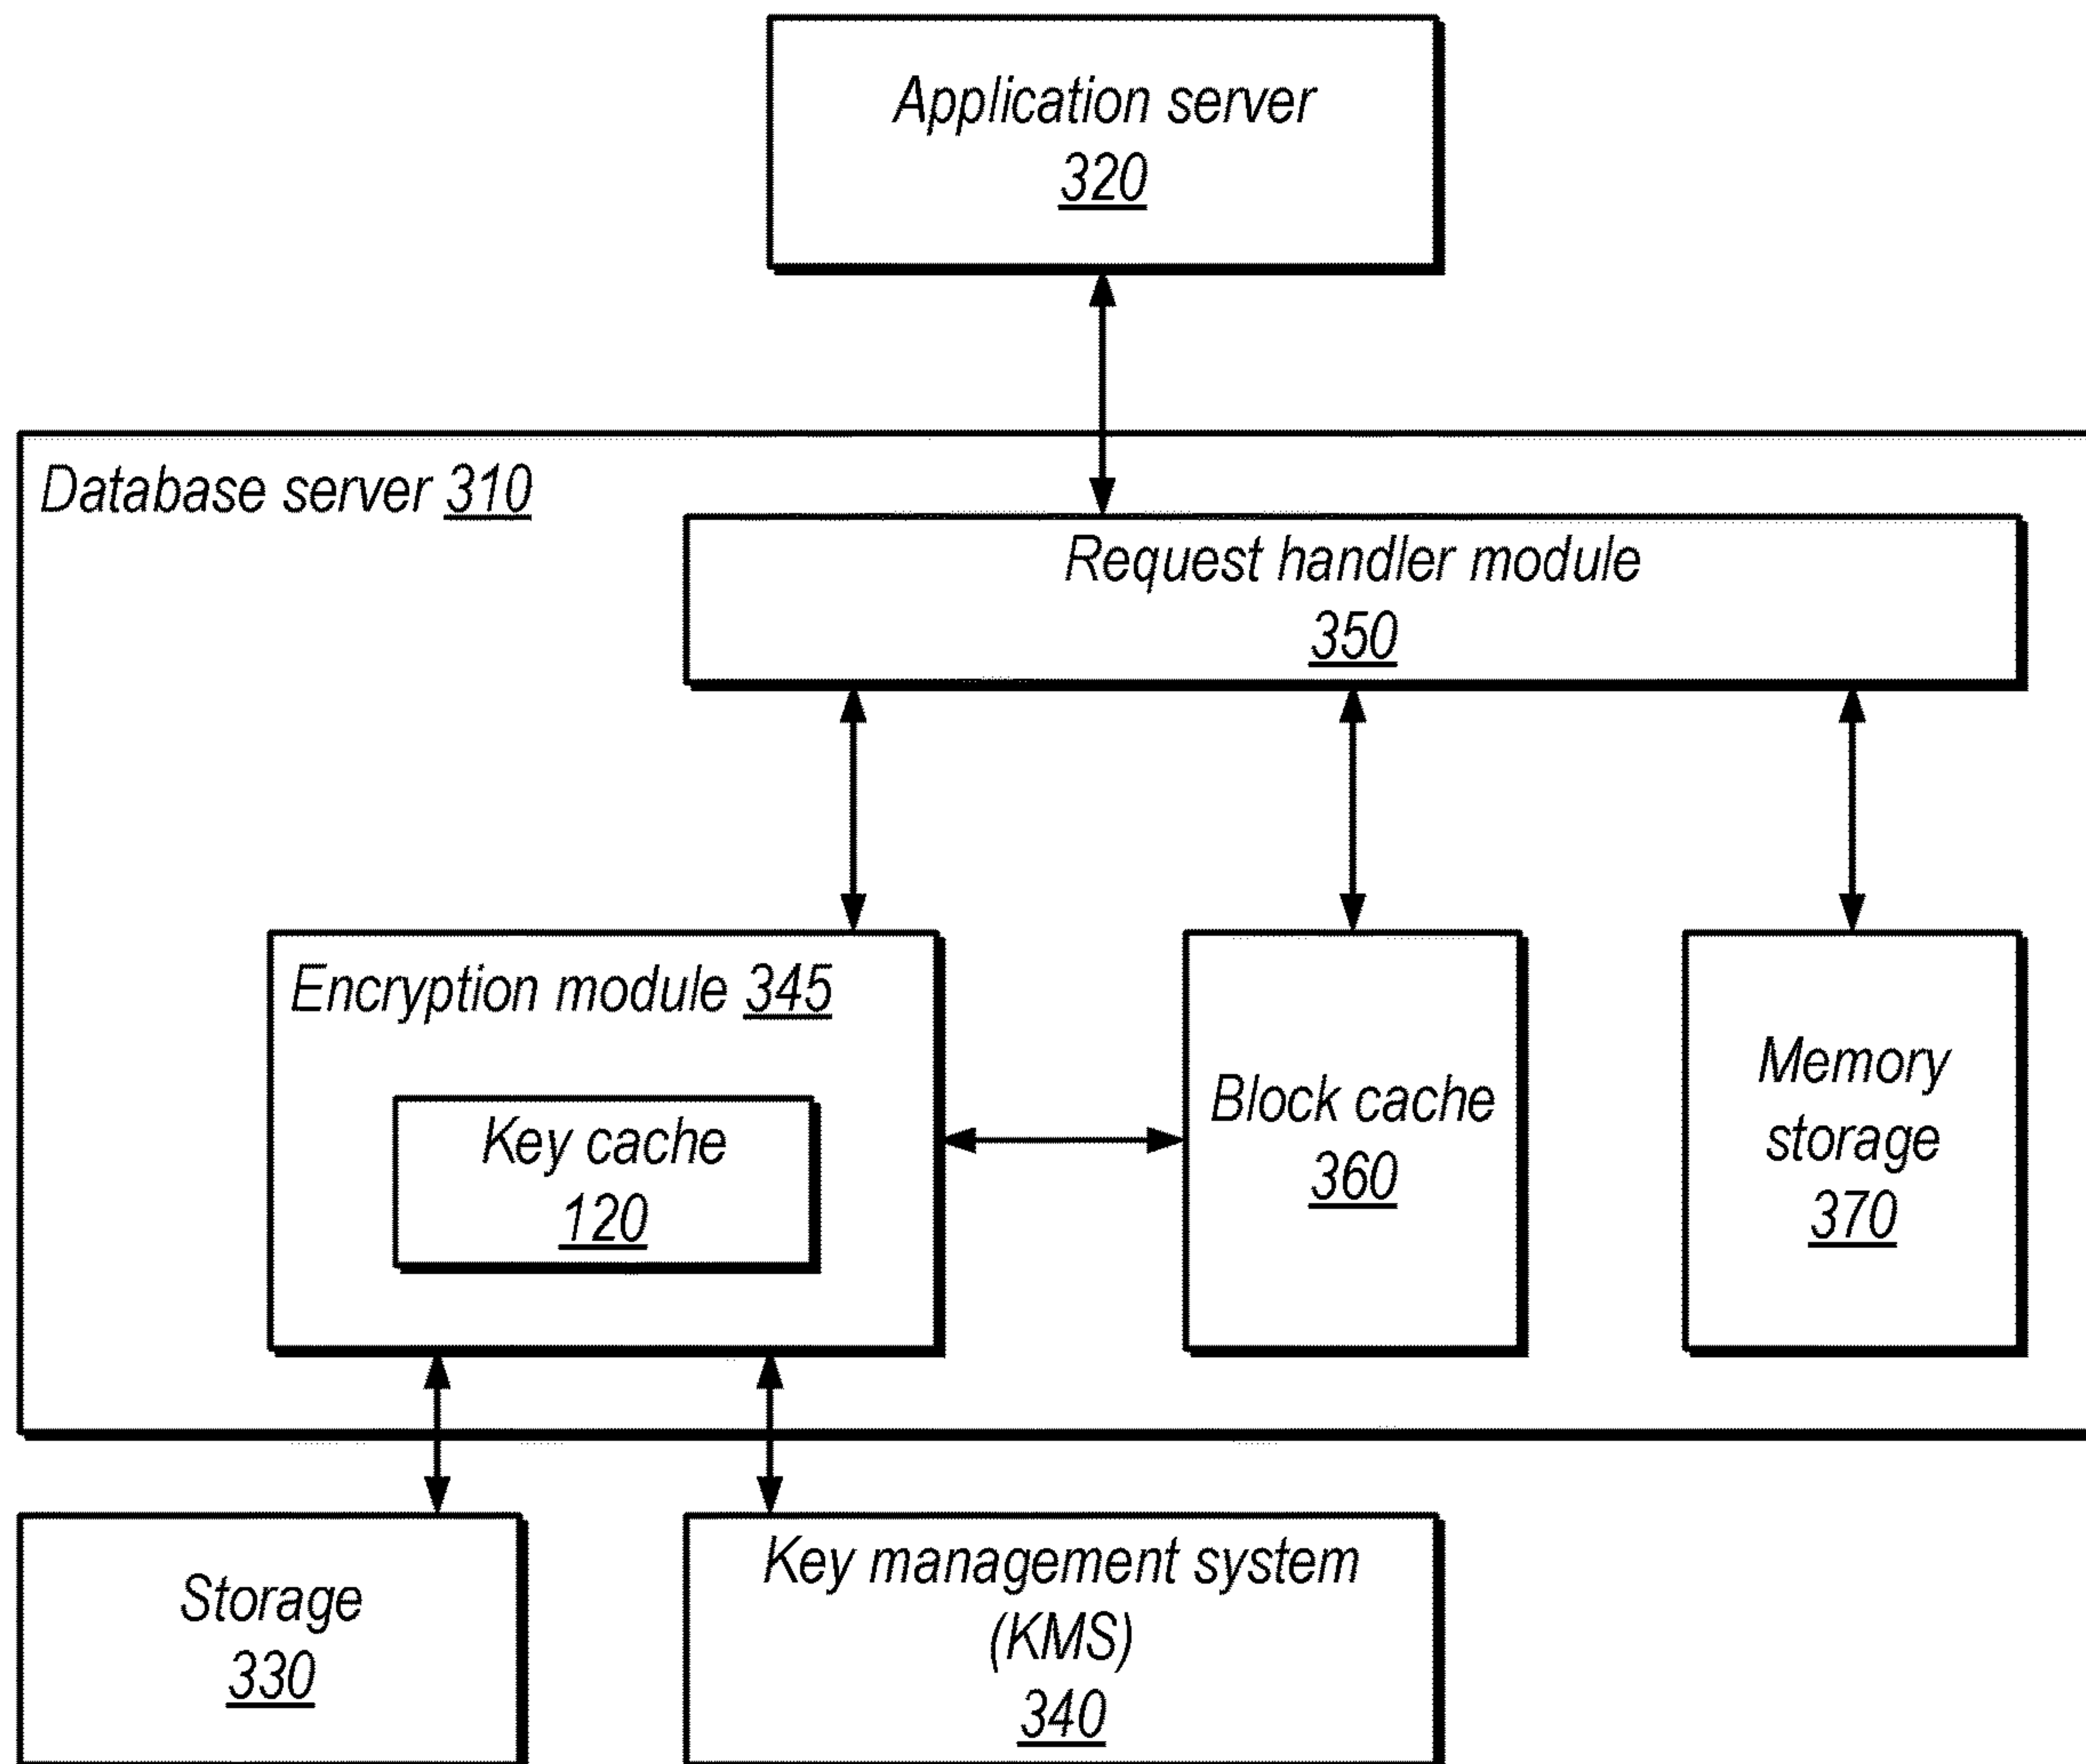 Application server
320
Database server 310
Request handler module
350
Encryption module 345
Key cache
120
Block cache
360
Memory
storage
370
Storage
330
Key management system
(KMS)
340